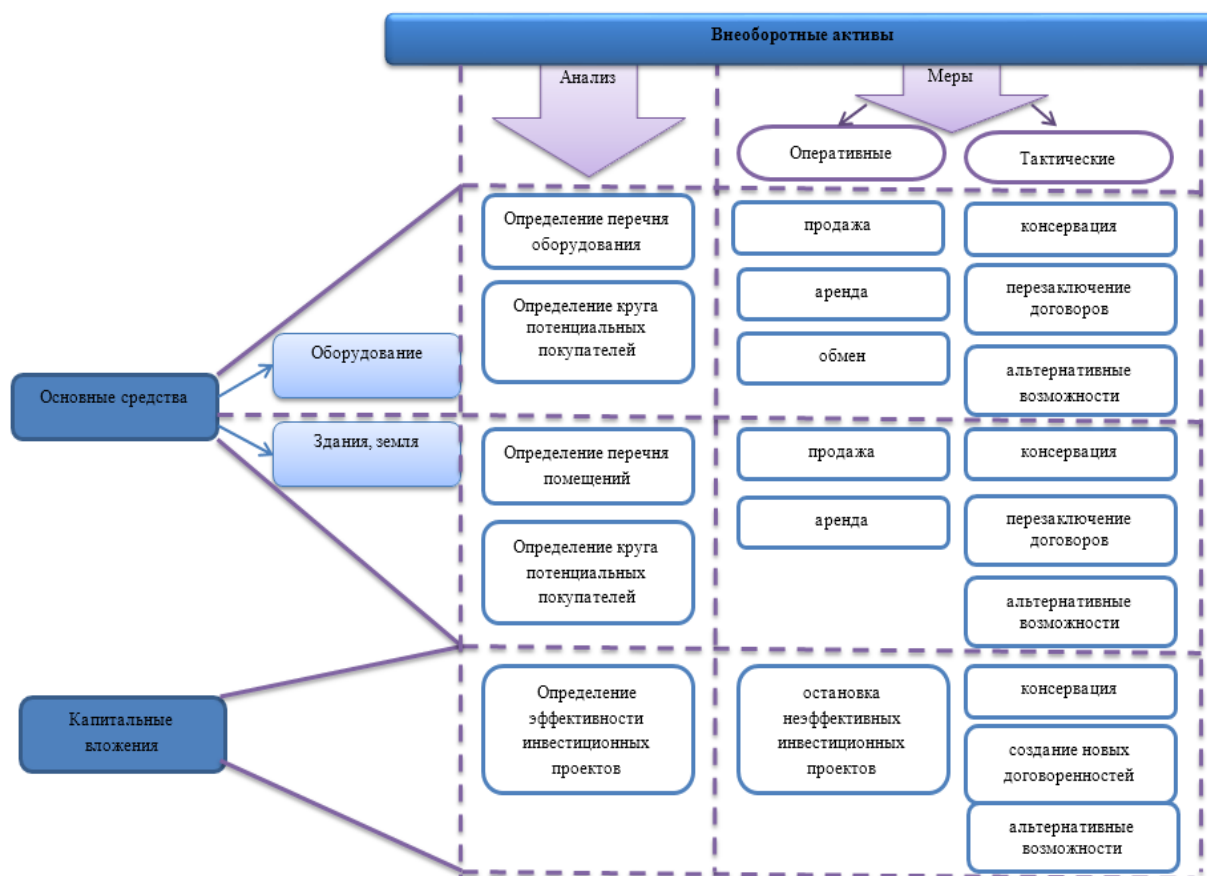 Внеоборотные активы
Анализ
Меры
Оперативные
Тактические
Основные средства
Оборудование
Определение перечня
оборудования
Определение круга
потенциальных
покупателей
продажа
аренда
обмен
консервация
перезаключение
договоров
альтернативные
возможности
Здания, земля
Определение перечня
помещений
Определение круга
потенциальных
покупателей
продажа
аренда
консервация
перезаключение
договоров
альтернативные
возможности
Капитальные
вложения
Определение
эффективности
инвестиционных
проектов
остановка
неэффективных
инвестиционных
проектов
консервация
создание новых
договоренностей
альтернативные
возможности